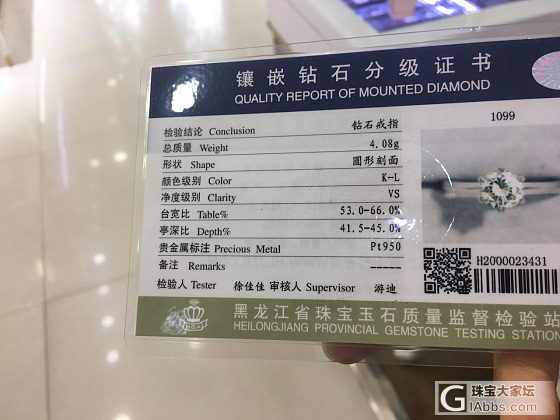 镶嵌钻石分级证书
QUALITY REPORT OF MOUNTED DIAMOND
1099
检验结论 Conclusion 钻石戒指
总质量 Weight 4.08g
形状 Shape 圆形刻面
颜色级别 Color K-L
净度级别 Clarity VS
台宽比 Table% 53.0-66.0%
亭深比 Depth% 41.5-45.0%
贵金属标注 Precious Metal Pt950
备注 Remarks -----
H2000023431
检验人 Tester 徐佳佳 审核人 Supervisor 游迪
黑龙江省珠宝玉石质量监督检验站
HEILONGJIANG PROVINCIAL GEMSTONE TESTING STATION
G 珠宝大家坛
GIAbbs.com